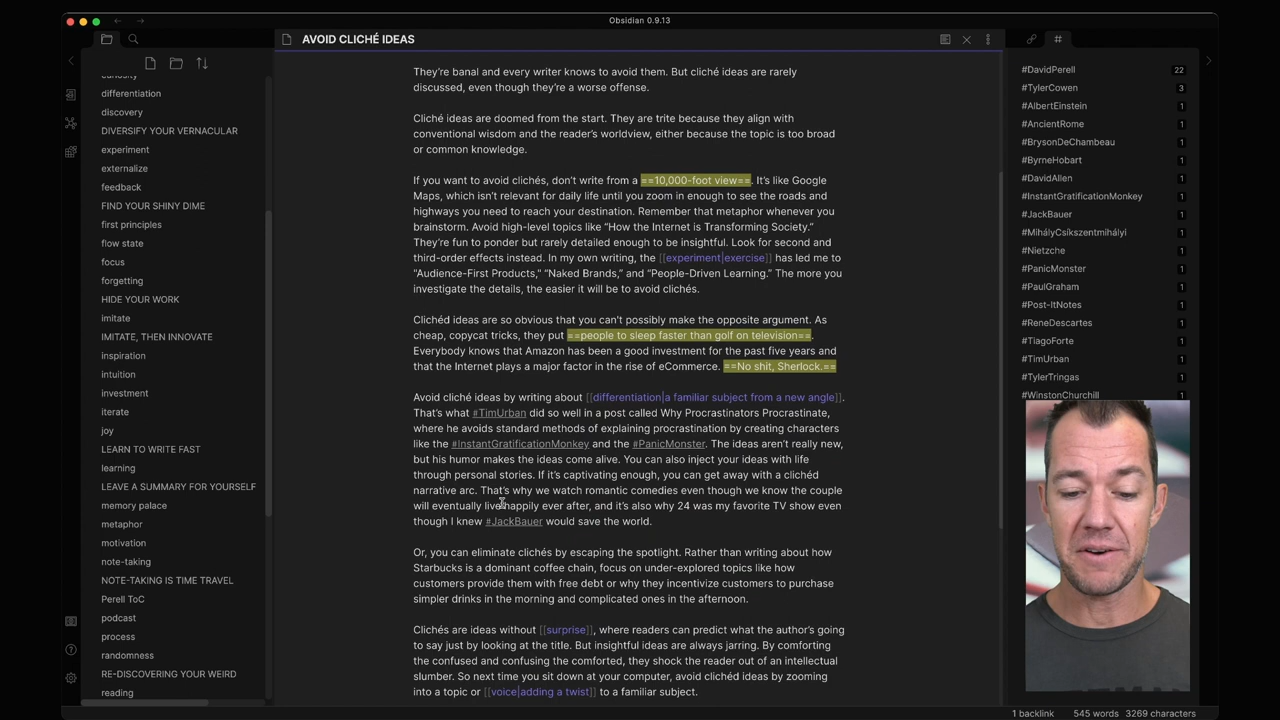 Obsidian 0.9.13
AVOID CLICHÉ IDEAS
curiosity
differentiation
discovery
DIVERSIFY YOUR VERNACULAR
experiment
externalize
feedback
FIND YOUR SHINY DIME
first principles
flow state
focus
forgetting
HIDE YOUR WORK
imitate
IMITATE, THEN INNOVATE
inspiration
intuition
investment
iterate
joy
LEARN TO WRITE FAST
learning
LEAVE A SUMMARY FOR YOURSELF
memory palace
metaphor
motivation
note-taking
NOTE-TAKING IS TIME TRAVEL
Perell ToC
podcast
process
randomness
RE-DISCOVERING YOUR WEIRD
reading
They're banal and every writer knows to avoid them. But cliché ideas are rarely
discussed, even though they're a worse offense.
Cliché ideas are doomed from the start. They are trite because they align with
conventional wisdom and the reader's worldview, either because the topic is too broad
or common knowledge.
If you want to avoid clichés, don't write from a ==10,000-foot view==. It's like Google
Maps, which isn't relevant for daily life until you zoom in enough to see the roads and
highways you need to reach your destination. Remember that metaphor whenever you
brainstorm. Avoid high-level topics like "How the Internet is Transforming Society."
They're fun to ponder but rarely detailed enough to be insightful. Look for second and
third-order effects instead. In my own writing, the [[experiment|exercise]] has led me to
"Audience-First Products," "Naked Brands," and "People-Driven Learning." The more you
investigate the details, the easier it will be to avoid clichés.
Clichéd ideas are so obvious that you can't possibly make the opposite argument. As
cheap, copycat tricks, they put ==people to sleep faster than golf on television==.
Everybody knows that Amazon has been a good investment for the past five years and
that the Internet plays a major factor in the rise of eCommerce. ==No shit, Sherlock.==
Avoid cliché ideas by writing about [[differentiation|a familiar subject from a new angle]].
That's what #TimUrban did so well in a post called Why Procrastinators Procrastinate,
where he avoids standard methods of explaining procrastination by creating characters
like the #InstantGratificationMonkey and the #PanicMonster. The ideas aren't really new,
but his humor makes the ideas come alive. You can also inject your ideas with life
through personal stories. If it's captivating enough, you can get away with a clichéd
narrative arc. That's why we watch romantic comedies even though we know the couple
will eventually live happily ever after, and it's also why 24 was my favorite TV show even
though I knew #JackBauer would save the world.
Or, you can eliminate clichés by escaping the spotlight. Rather than writing about how
Starbucks is a dominant coffee chain, focus on under-explored topics like how
customers provide them with free debt or why they incentivize customers to purchase
simpler drinks in the morning and complicated ones in the afternoon.
Clichés are ideas without [[surprise]], where readers can predict what the author's going
to say just by looking at the title. But insightful ideas are always jarring. By comforting
the confused and confusing the comforted, they shock the reader out of an intellectual
slumber. So next time you sit down at your computer, avoid clichéd ideas by zooming
into a topic or [[voice|adding a twist]] to a familiar subject.
#DavidPerell 22
#TylerCowen 3
#AlbertEinstein 1
#AncientRome 1
#BrysonDeChambeau 1
#ByrneHobart 1
#DavidAllen 1
#InstantGratificationMonkey 1
#JackBauer 1
#MihályCsíkszentmihályi 1
#Nietzche 1
#PanicMonster 1
#PaulGraham 1
#Post-ItNotes 1
#ReneDescartes 1
#TiagoForte 1
#TimUrban 1
#TylerTringas 1
#WinstonChurchill 1
1 backlink 545 words 3269 characters